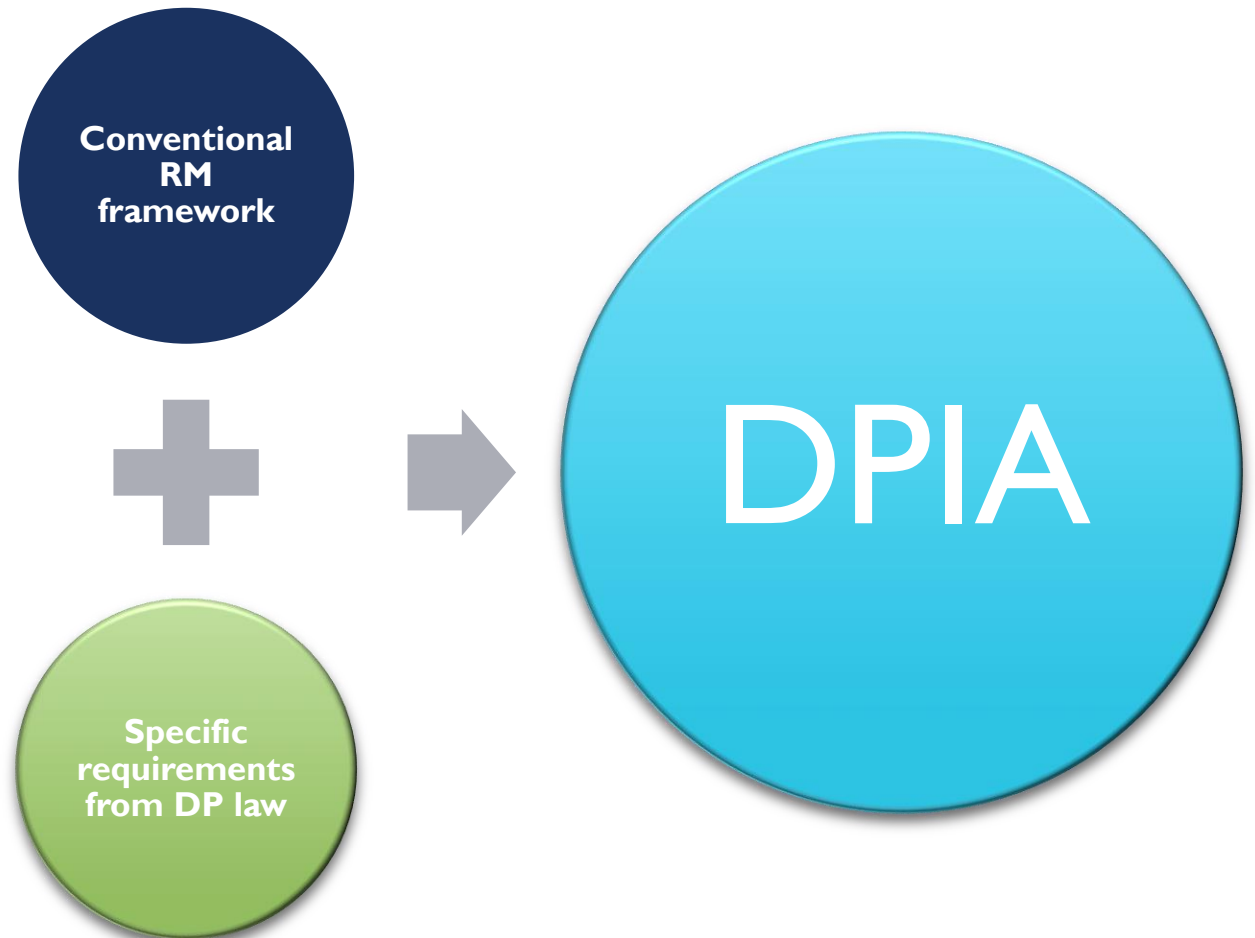 Conventional
RM
framework
Specific
requirements
from DP law
DPIA